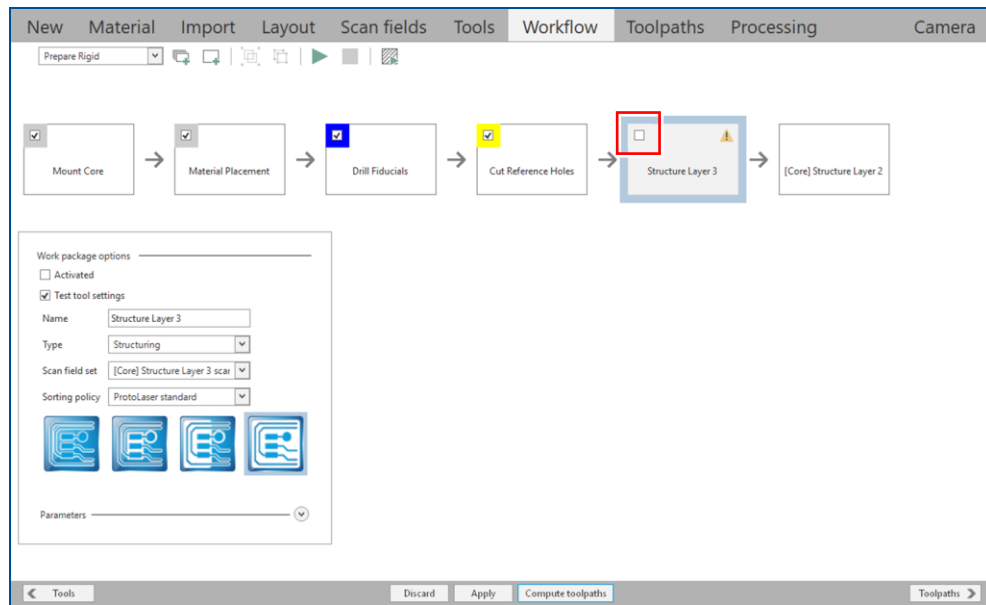 New Material Import Layout Scan fields Tools Workflow Toolpaths Processing Camera
Prepare Rigid
Mount Core
Material Placement
Drill Fiducials
Cut Reference Holes
Structure Layer 3
[Core] Structure Layer 2
Work package options
Activated
Test tool settings
Name Structure Layer 3
Type Structuring
Scan field set [Core] Structure Layer 3 scar
Sorting policy ProtoLaser standard
Parameters
Tools Discard Apply Compute toolpaths Toolpaths